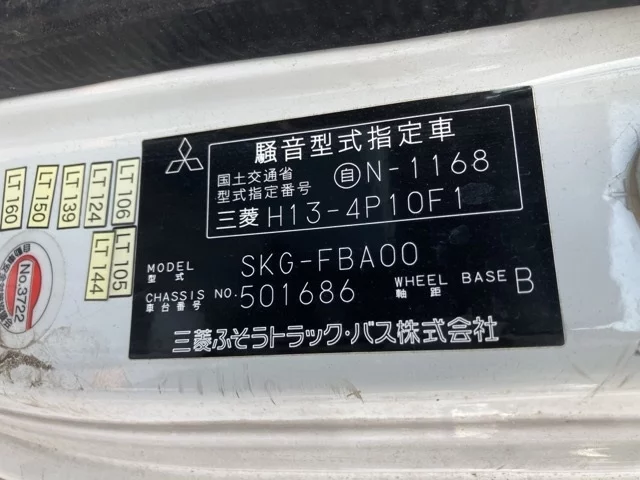 騒音型式指定車
国土交通省
型式指定番号
自N-1168
三菱 H13-4P10F1
MODEL
型式
SKG-FBA00
CHASSIS NO.
車台番号
501686
WHEEL BASE
軸距
B
三菱ふそうトラック・バス株式会社
LT 160
LT 150
LT 139
LT 124
LT 106
LT 144
LT 105
No.3722